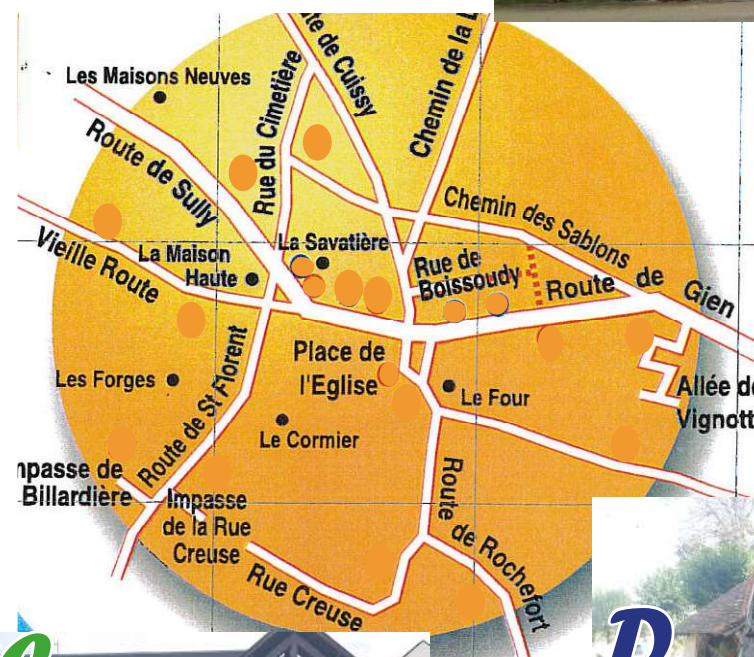 Les Maisons Neuves
Route de Sully
Rue du Cimetière
de Cuissy
Chemin de la
Chemin des Sablons
Vieille Route
La Maison
Haute
La Savatière
Rue de
Boissoudy
Route de Gien
Place de
l'Eglise
Les Forges
Route de St Florent
Le Cormier
Le Four
Allée
Vignott
de
Billardière
Impasse
de la Rue
Creuse
Rue Creuse
Route de Rochefort
D